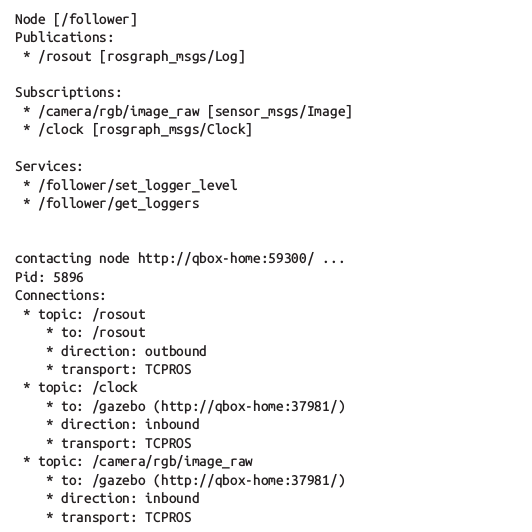 Node [/follower]
Publications:
 * /rosout [rosgraph_msgs/Log]

Subscriptions:
 * /camera/rgb/image_raw [sensor_msgs/Image]
 * /clock [rosgraph_msgs/Clock]

Services:
 * /follower/set_logger_level
 * /follower/get_loggers


contacting node http://qbox-home:59300/ ...
Pid: 5896
Connections:
 * topic: /rosout
    * to: /rosout
    * direction: outbound
    * transport: TCPROS
 * topic: /clock
    * to: /gazebo (http://qbox-home:37981/)
    * direction: inbound
    * transport: TCPROS
 * topic: /camera/rgb/image_raw
    * to: /gazebo (http://qbox-home:37981/)
    * direction: inbound
    * transport: TCPROS